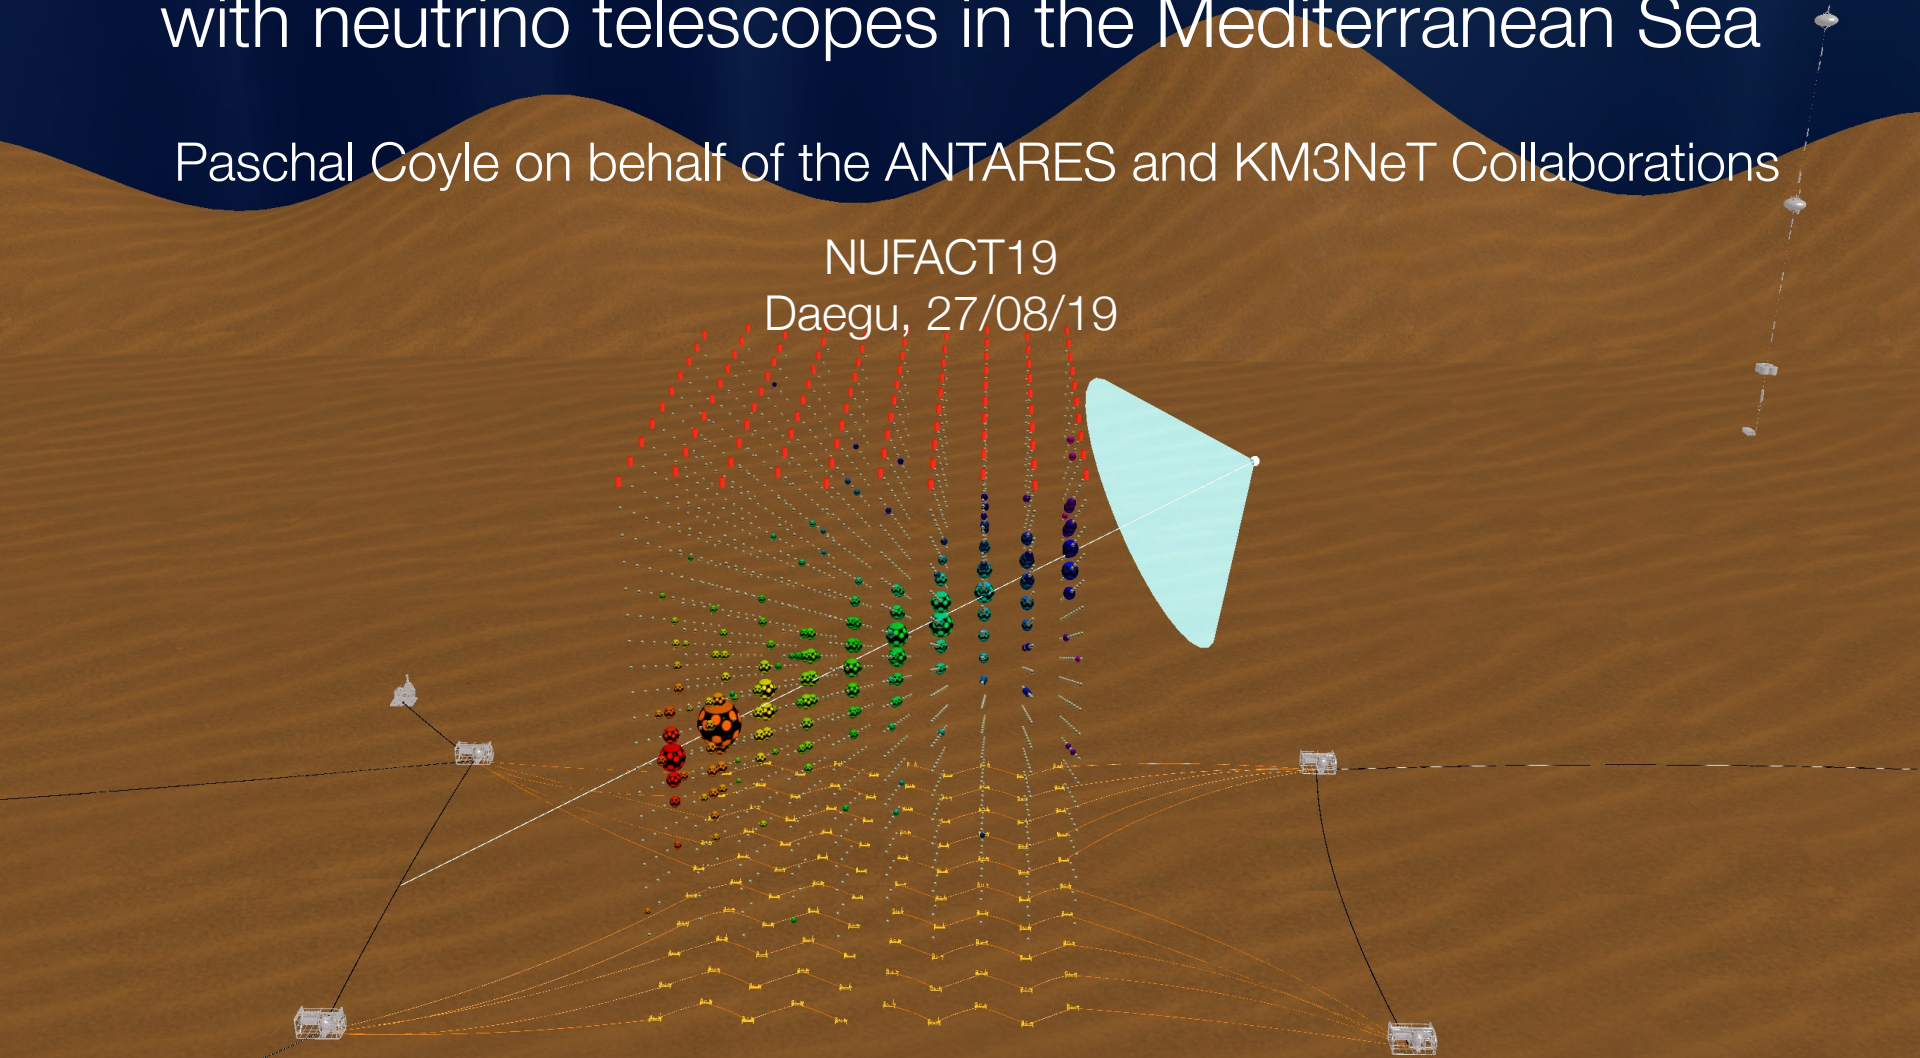 with neutrino telescopes in the Mediterranean Sea
Paschal Coyle on behalf of the ANTARES and KM3NeT Collaborations
NUFACT19
Daegu, 27/08/19